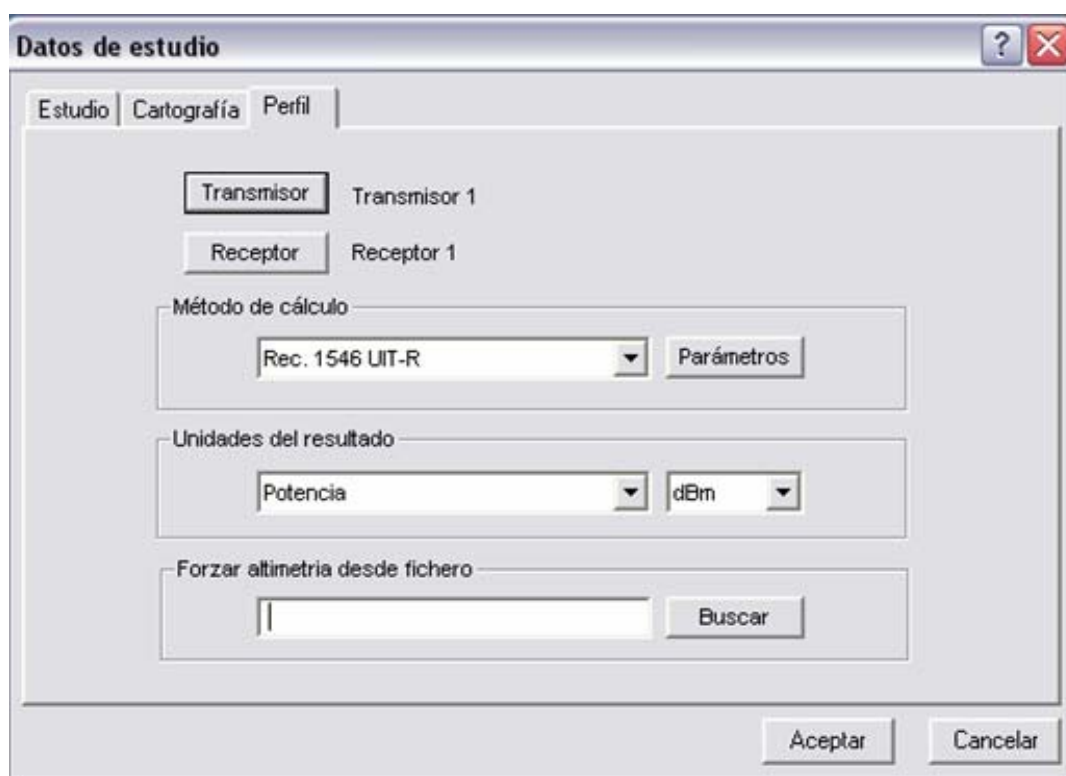 Datos de estudio
Estudio Cartografía Perfil
Transmisor Transmisor 1
Receptor Receptor 1
Método de cálculo
Rec. 1546 UIT-R Parámetros
Unidades del resultado
Potencia dBm
Forzar altimetria desde fichero
Buscar
Aceptar Cancelar